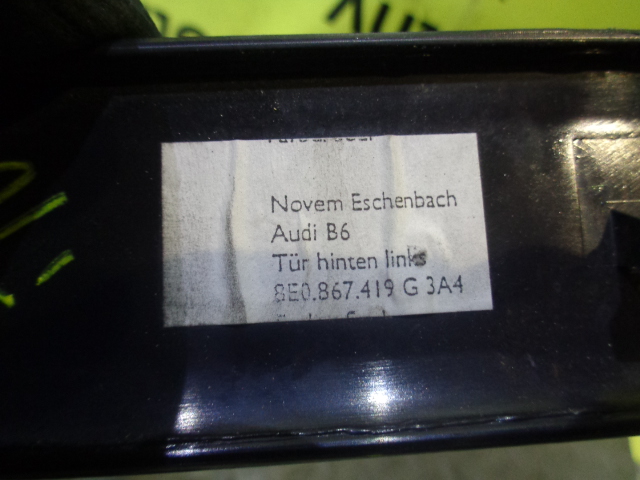 Novem Eschenbach
Audi B6
Tür hinten links
8E0.867.419 G 3A4